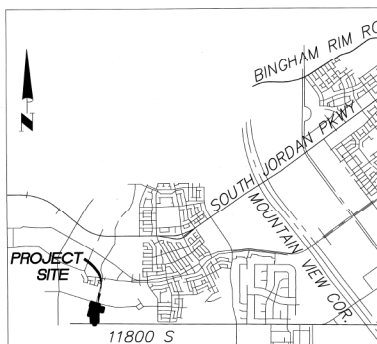 BINGHAM RIM RO
N
SOUTH JORDAN PKWY
MOUNTAIN VIEW COR.
PROJECT
SITE
11800 S